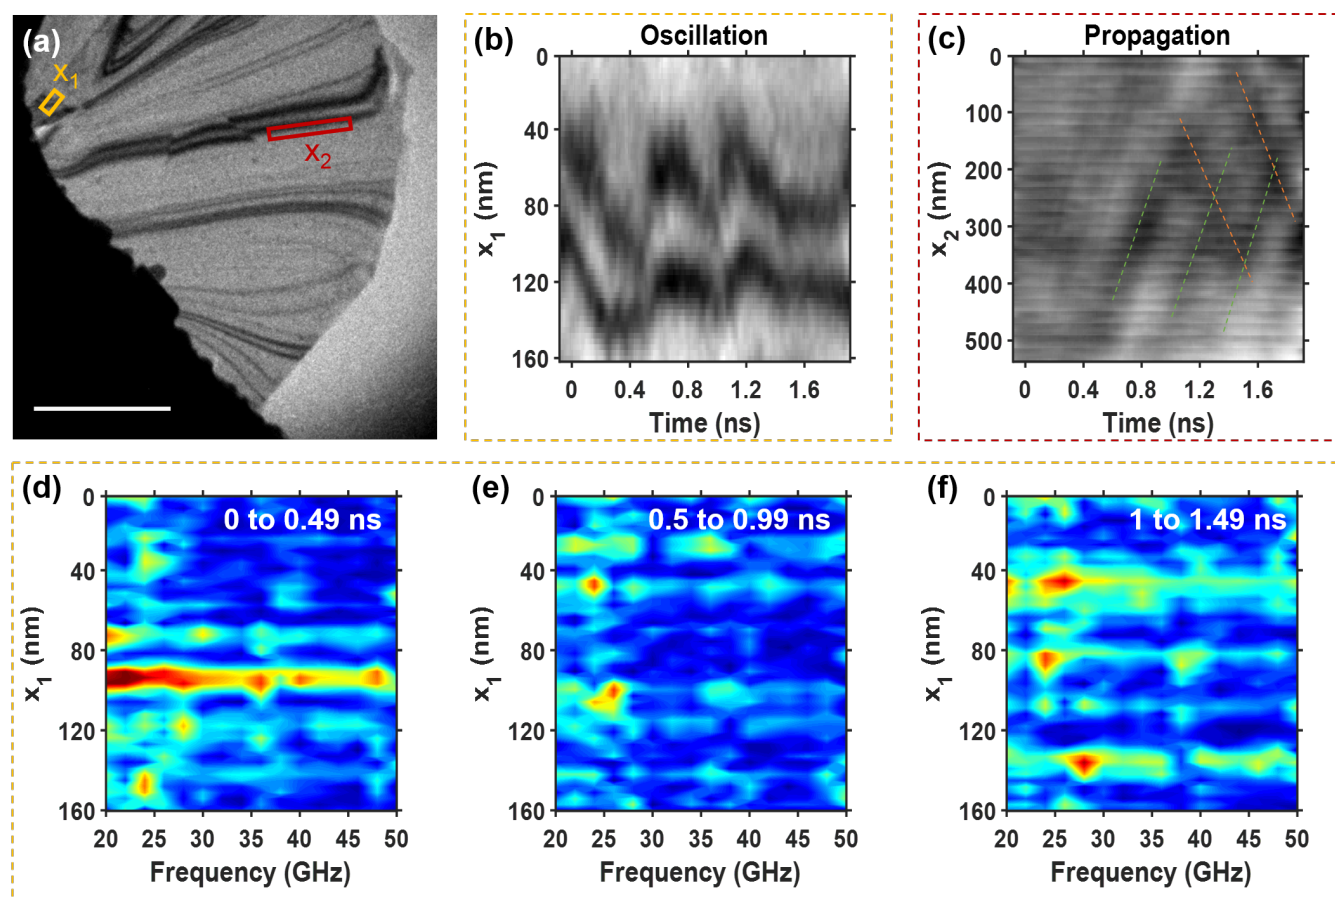 (a)
x1
x2
(b)
Oscillation
0
40
80
120
160
x1 (nm)
0 0.4 0.8 1.2 1.6
Time (ns)
(c)
Propagation
0
100
200
300
400
500
x2 (nm)
0 0.4 0.8 1.2 1.6
Time (ns)
(d)
0 to 0.49 ns
0
40
80
120
160
x1 (nm)
20 25 30 35 40 45 50
Frequency (GHz)
(e)
0.5 to 0.99 ns
0
40
80
120
160
x1 (nm)
20 25 30 35 40 45 50
Frequency (GHz)
(f)
1 to 1.49 ns
0
40
80
120
160
x1 (nm)
20 25 30 35 40 45 50
Frequency (GHz)